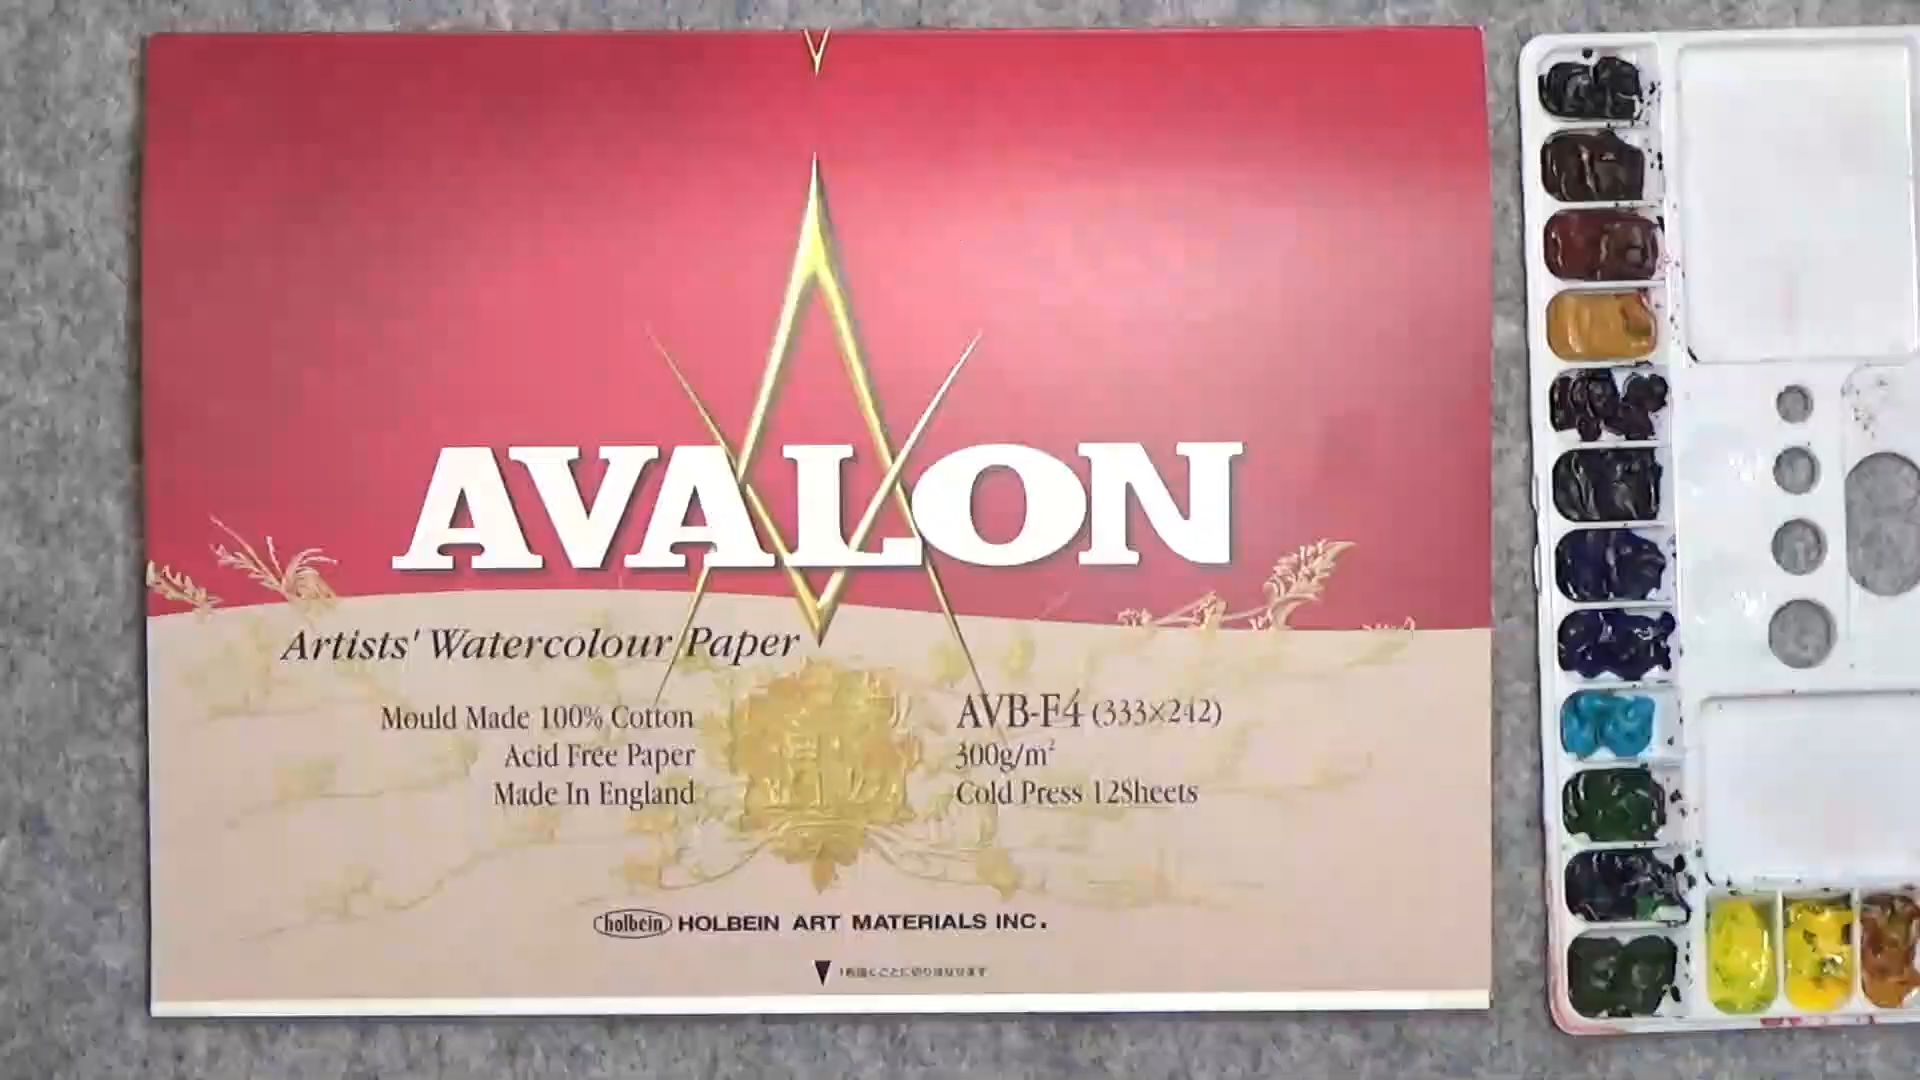 AVALON
Artists' Watercolour Paper
Mould Made 100% Cotton
Acid Free Paper
Made In England
AVB-F4 (333×242)
300g/m²
Cold Press 12Sheets
holbein HOLBEIN ART MATERIALS INC.